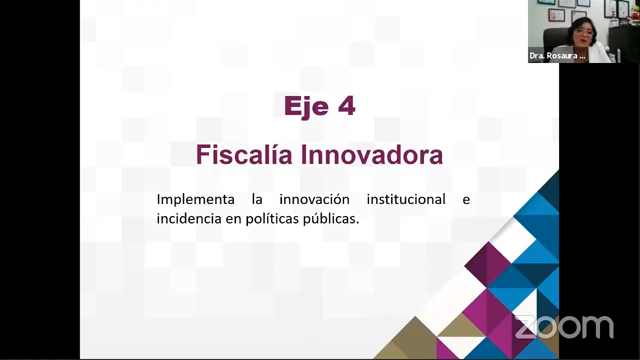 Dra. Rosaura ...
Eje 4
Fiscalía Innovadora
Implementa la innovación institucional e
incidencia en políticas públicas.
zoom